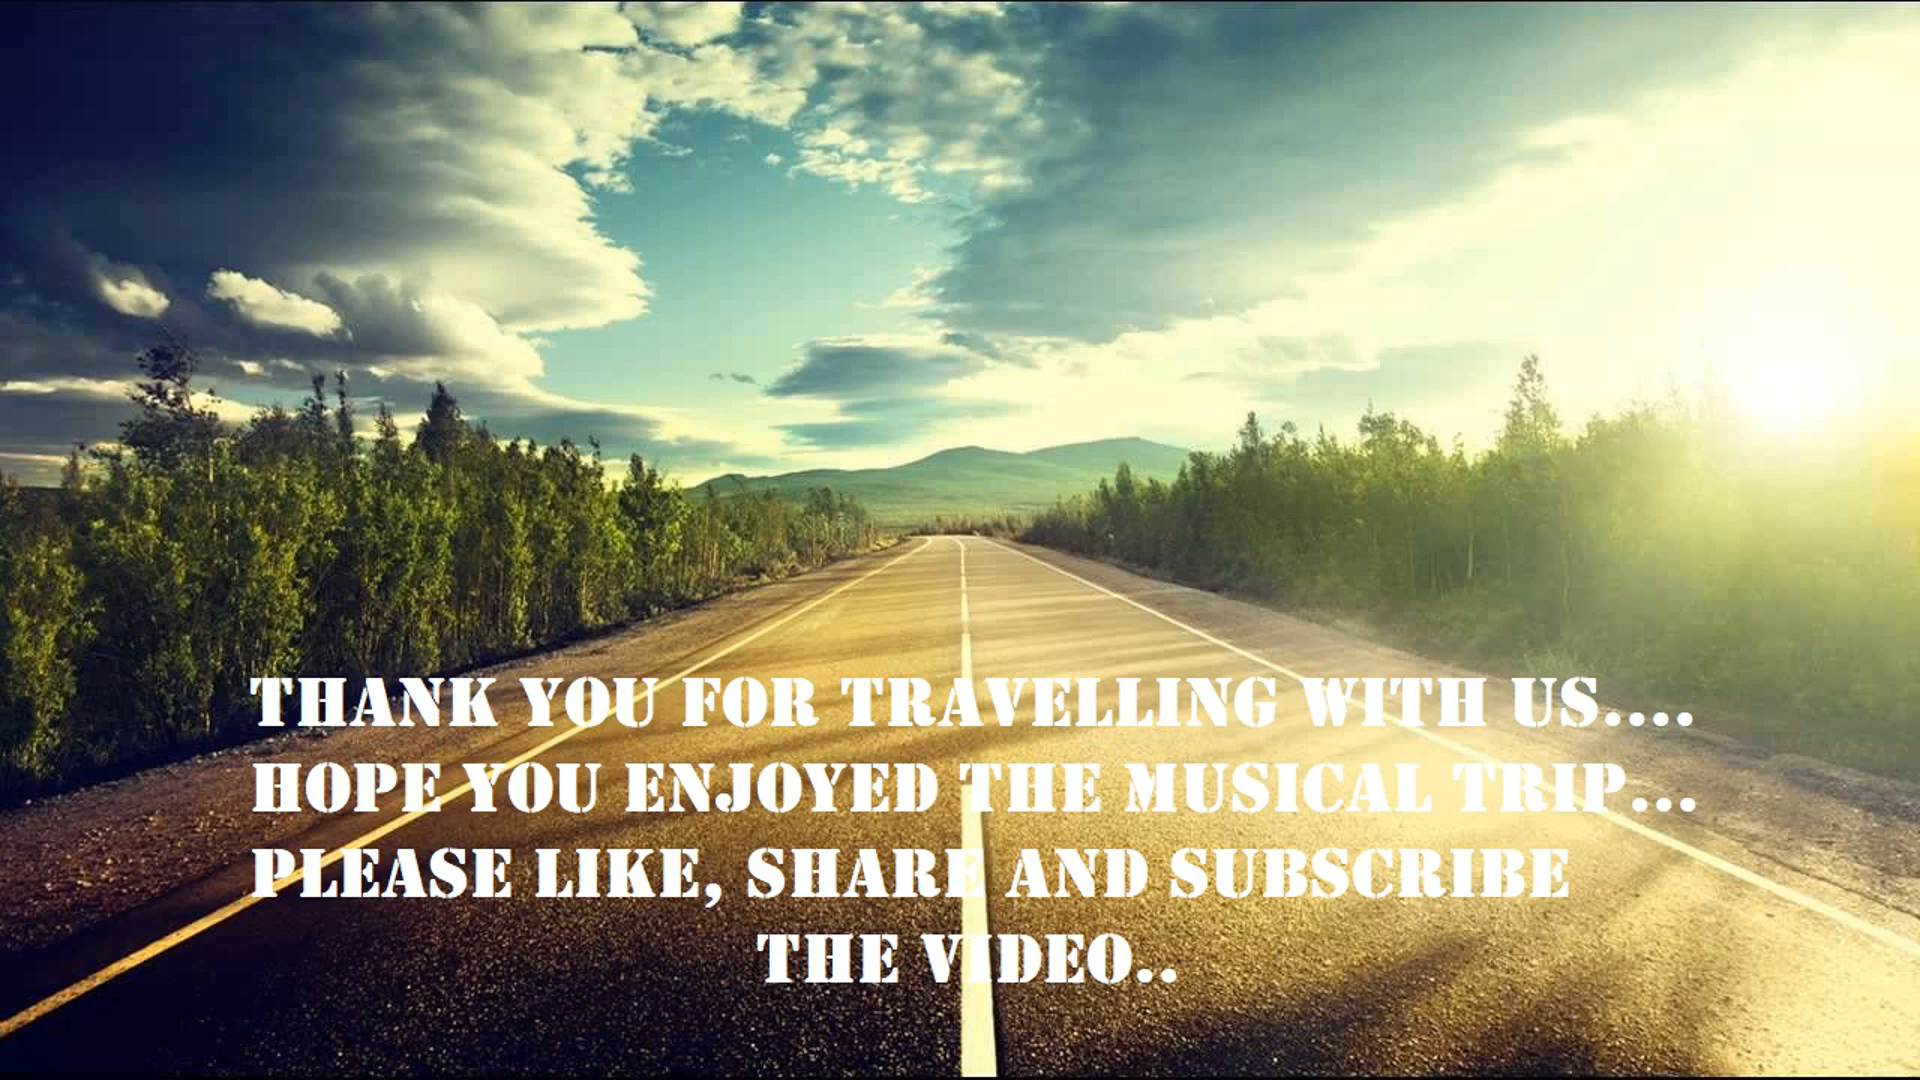 THANK YOU FOR TRAVELLING WITH US....
HOPE YOU ENJOYED THE MUSICAL TRIP...
PLEASE LIKE, SHARE AND SUBSCRIBE
THE VIDEO..